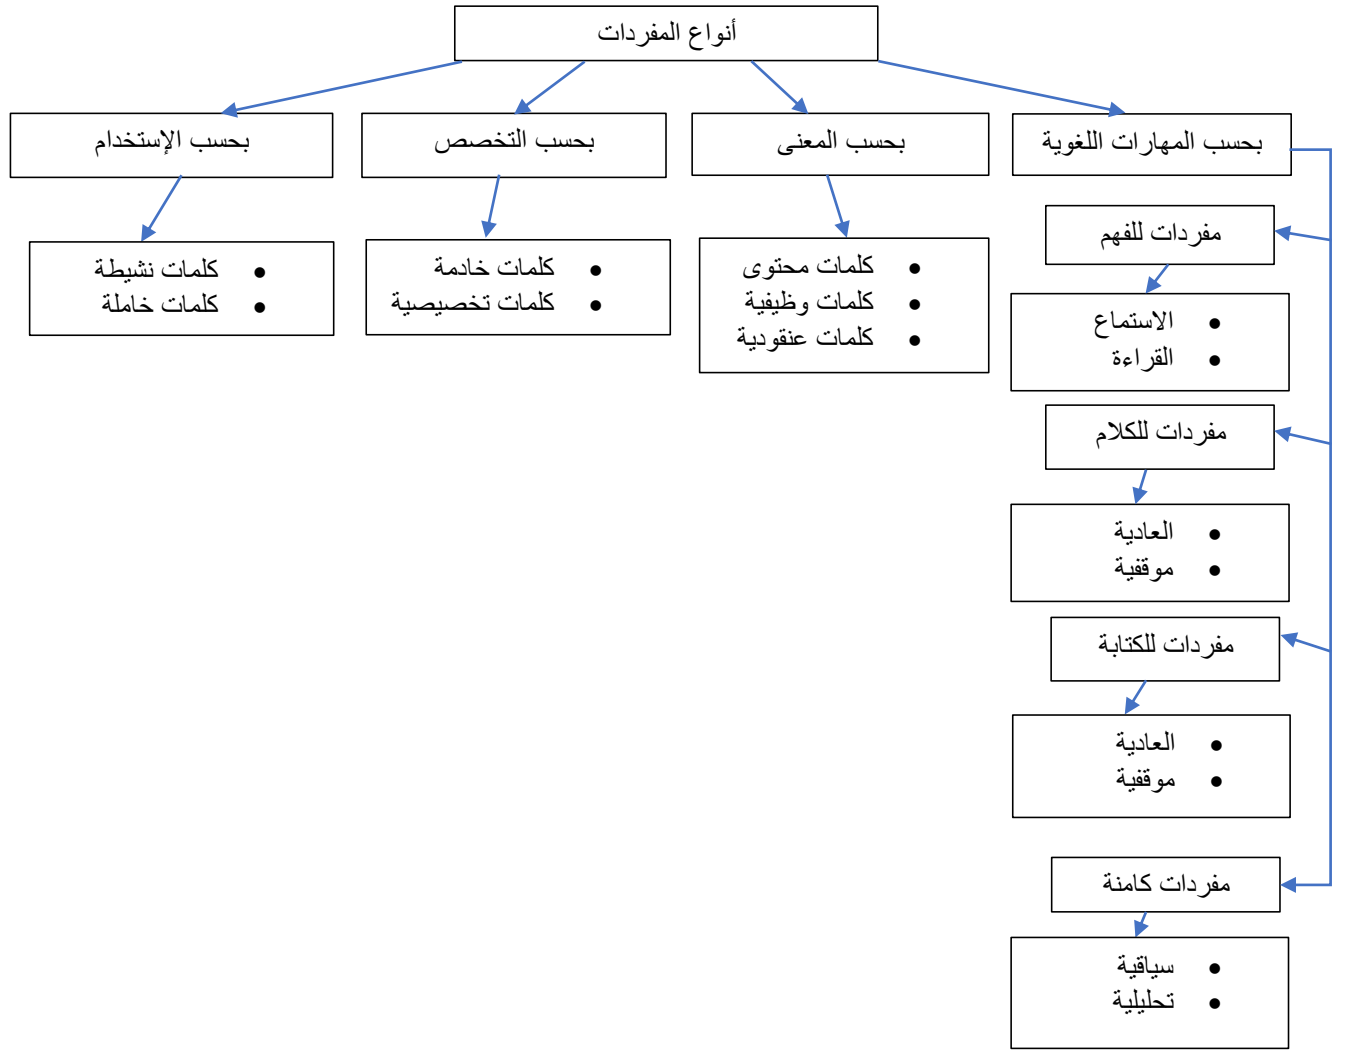 أنواع المفردات
بحسب المهارات اللغوية
مفردات للفهم
• الاستماع
• القراءة
مفردات للكلام
• العادية
• موقفية
مفردات للكتابة
• العادية
• موقفية
مفردات كامنة
• سياقية
• تحليلية
بحسب المعنى
• كلمات محتوى
• كلمات وظيفية
• كلمات عنقودية
بحسب التخصص
• كلمات خادمة
• كلمات تخصيصية
بحسب الإستخدام
• كلمات نشيطة
• كلمات خاملة